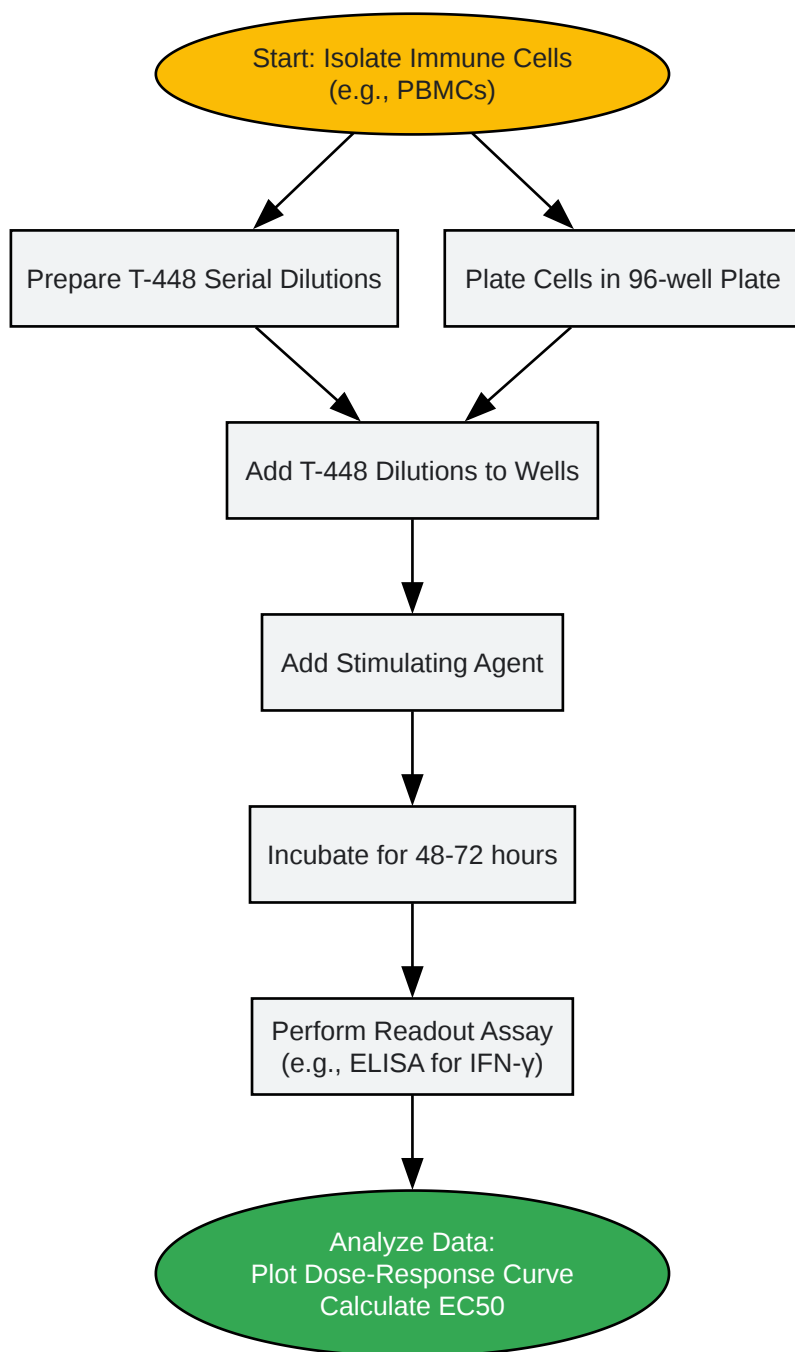 Start: Isolate Immune Cells
(e.g., PBMCs)
Prepare T-448 Serial Dilutions
Plate Cells in 96-well Plate
Add T-448 Dilutions to Wells
Add Stimulating Agent
Incubate for 48-72 hours
Perform Readout Assay
(e.g., ELISA for IFN-γ)
Analyze Data:
Plot Dose-Response Curve
Calculate EC50